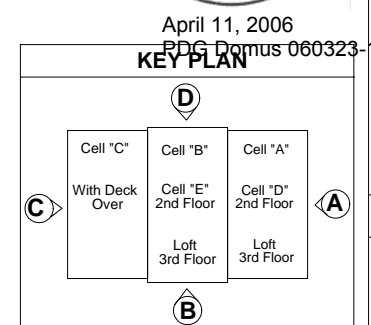 April 11, 2006
PDG Domus 060323-
KEY PLAN
D
Cell "C"
With Deck
Over
Cell "B"
Cell "E"
2nd Floor
Loft
3rd Floor
Cell "A"
Cell "D"
2nd Floor
Loft
3rd Floor
C
A
B